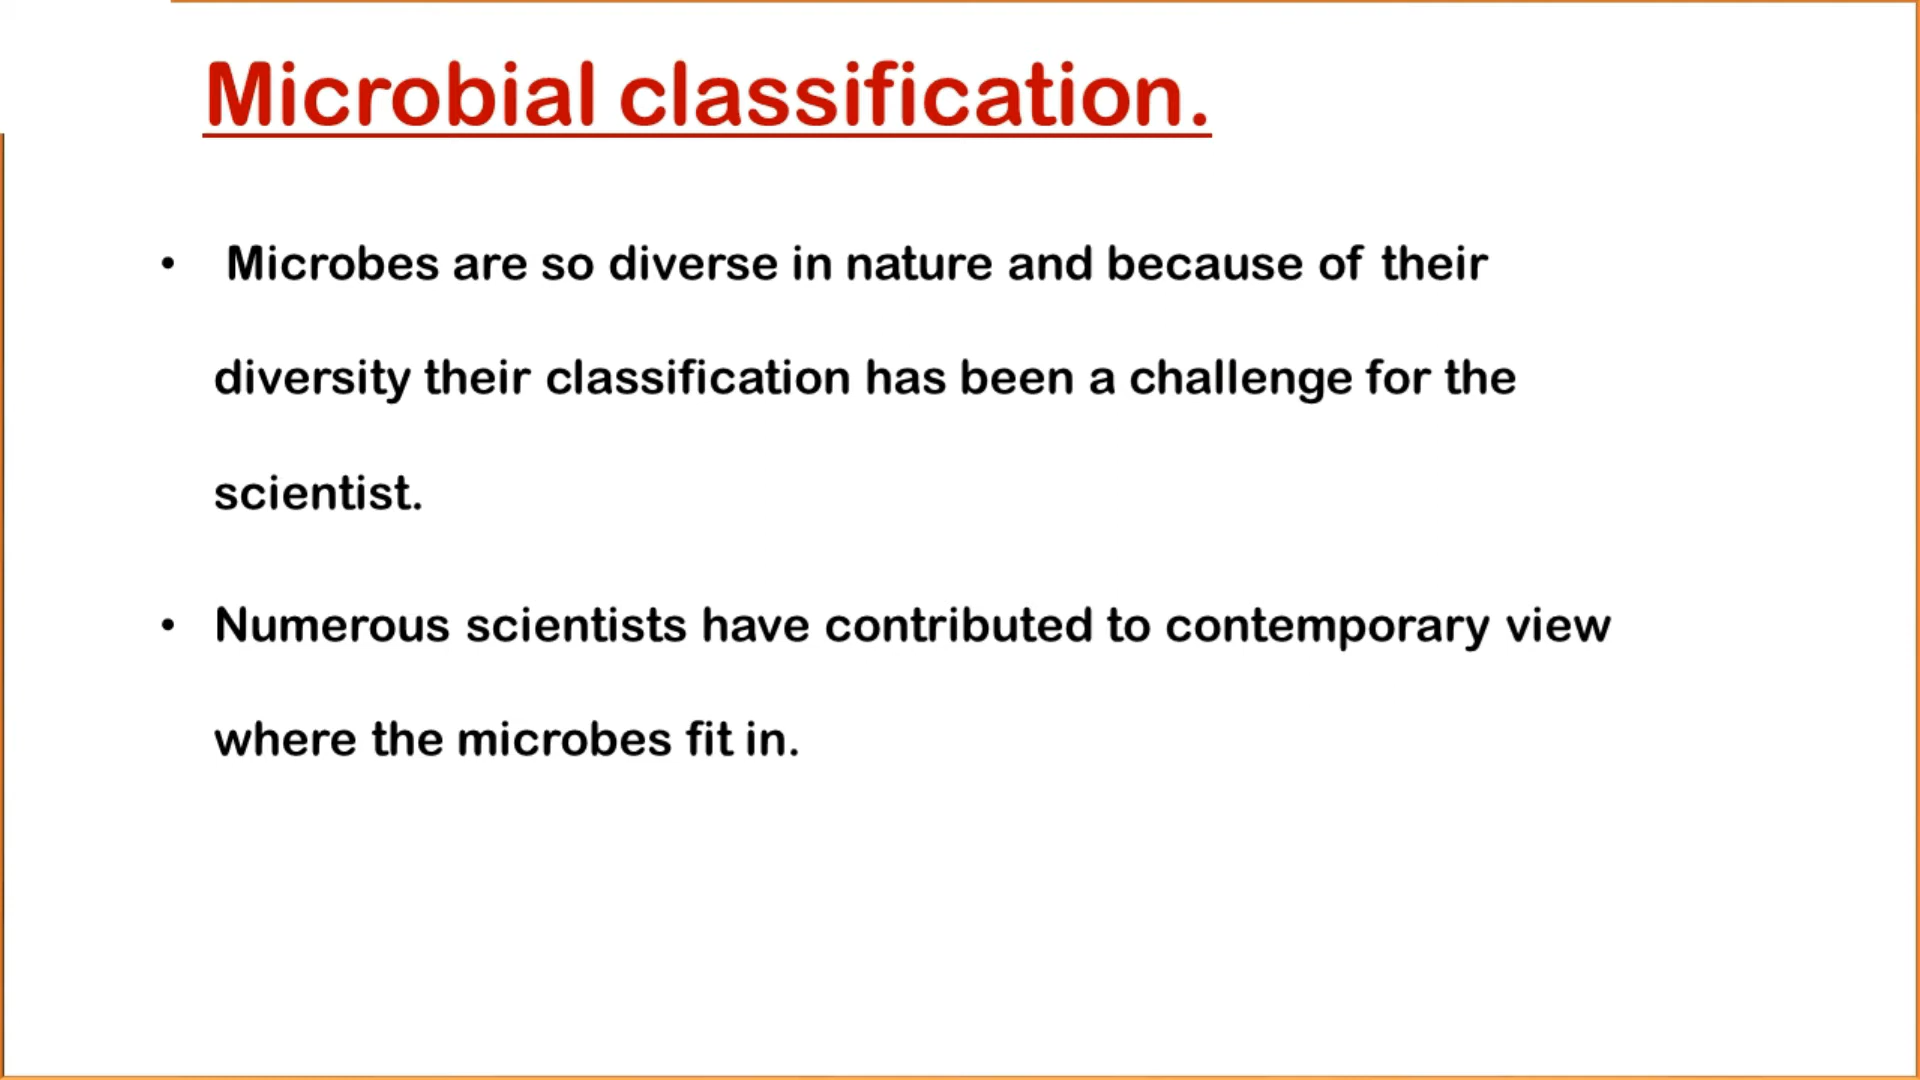 Microbial classification.
• Microbes are so diverse in nature and because of their
diversity their classification has been a challenge for the
scientist.
• Numerous scientists have contributed to contemporary view
where the microbes fit in.